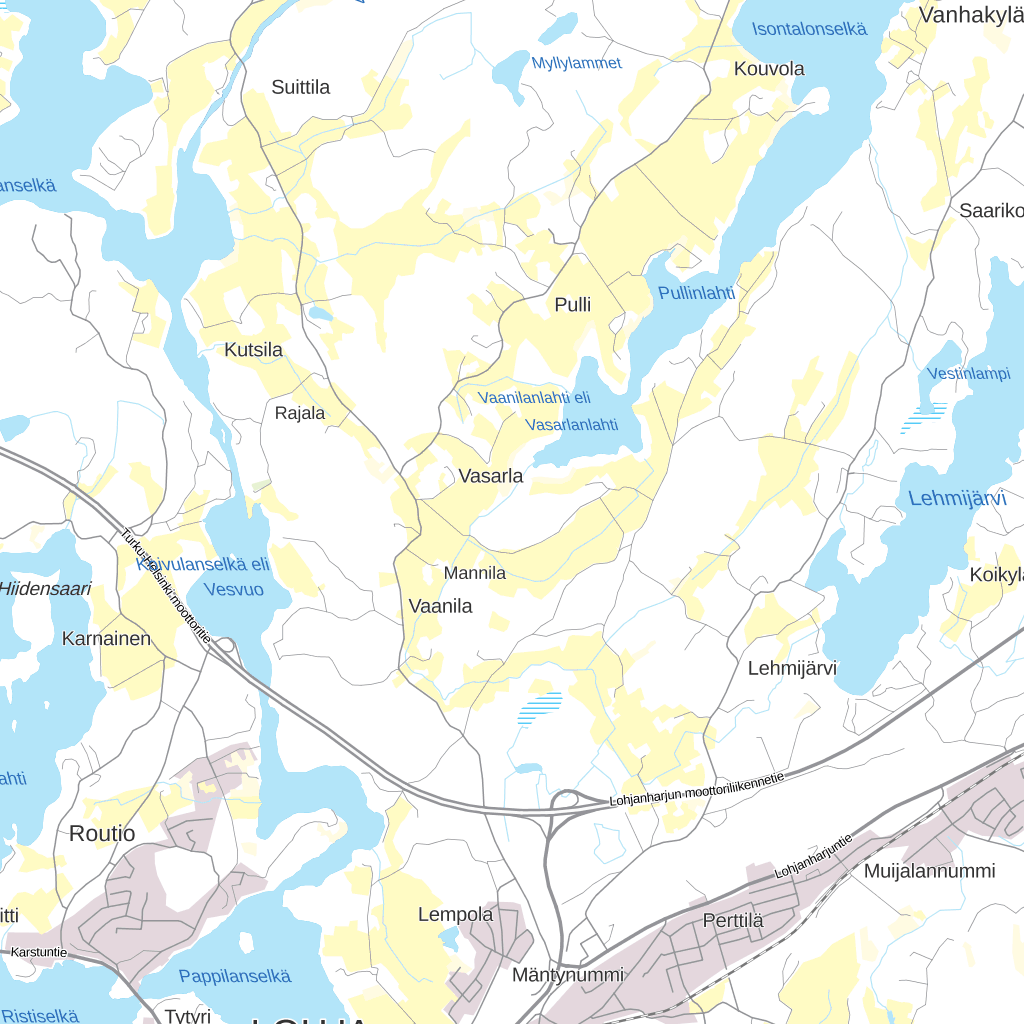 Vanhakylä
Isontalonselkä
Myllylammet
Kouvola
Suittila
anselkä
Saariko
Pullinlahti
Pulli
Kutsila
Vestinlampi
Vaanilanlahti eli
Vasarlanlahti
Rajala
Vasarla
Lehmijärvi
Turku-Helsinki-moottoritie
Koivulanselkä eli
Vesvuo
Mannila
Koikylä
Hiidensaari
Vaanila
Karnainen
Lehmijärvi
ahti
Lohjanharjun moottoriliikennetie
Routio
Lohjanharjuntie
Muijalannummi
itti
Lempola
Perttilä
Karstuntie
Pappilanselkä
Mäntynummi
Ristiselkä
Tytyri